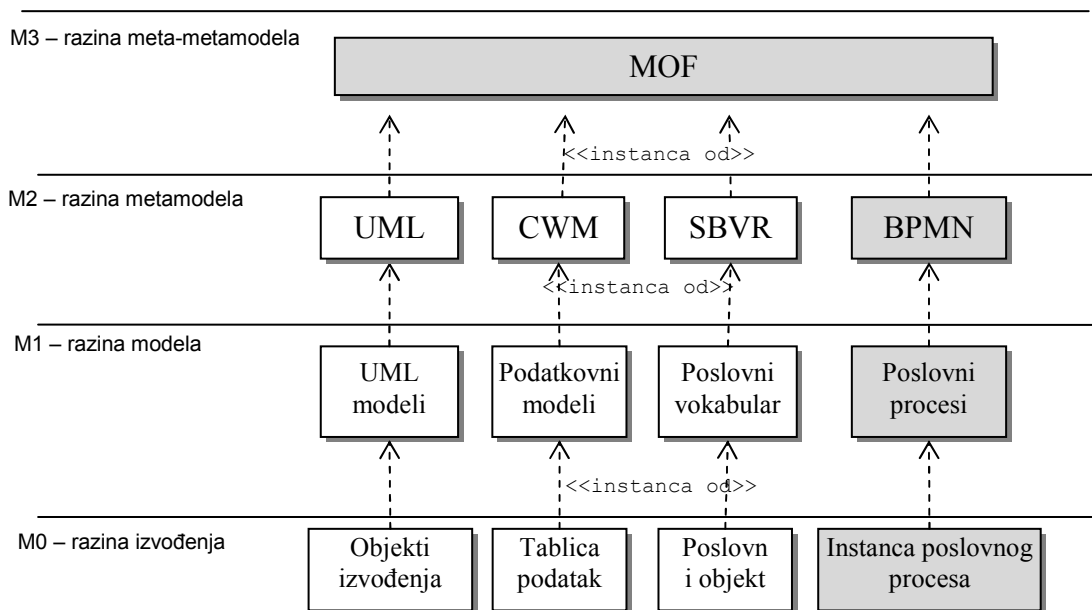 M3 – razina meta-metamodela
MOF
<<instanca od>>
M2 – razina metamodela
UML
CWM
SBVR
BPMN
<<instanca od>>
M1 – razina modela
UML
modeli
Podatkovni
modeli
Poslovni
vokabular
Poslovni
procesi
<<instanca od>>
M0 – razina izvođenja
Objekti
izvođenja
Tablica
podatak
Poslovn
i objekt
Instanca poslovnog
procesa